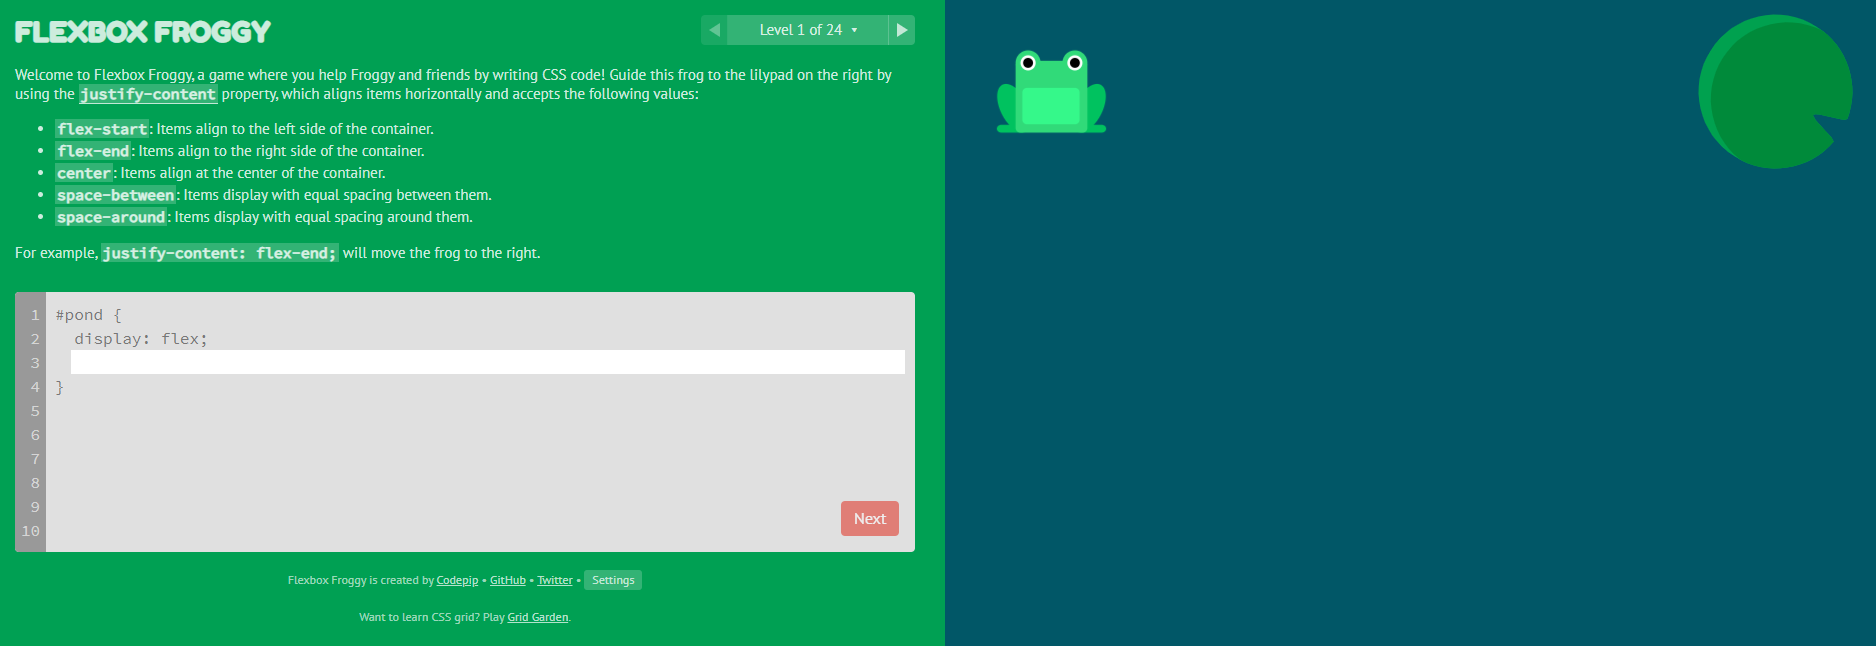 FLEXBOX FROGGY
Level 1 of 24
Welcome to Flexbox Froggy, a game where you help Froggy and friends by writing CSS code! Guide this frog to the lilypad on the right by
using the justify-content property, which aligns items horizontally and accepts the following values:
• flex-start: Items align to the left side of the container.
• flex-end: Items align to the right side of the container.
• center: Items align at the center of the container.
• space-between: Items display with equal spacing between them.
• space-around: Items display with equal spacing around them.
For example, justify-content: flex-end; will move the frog to the right.
1 #pond {
2 display: flex;
3
4 }
5
6
7
8
9
10
Next
Flexbox Froggy is created by Codepip • GitHub • Twitter • Settings
Want to learn CSS grid? Play Grid Garden.